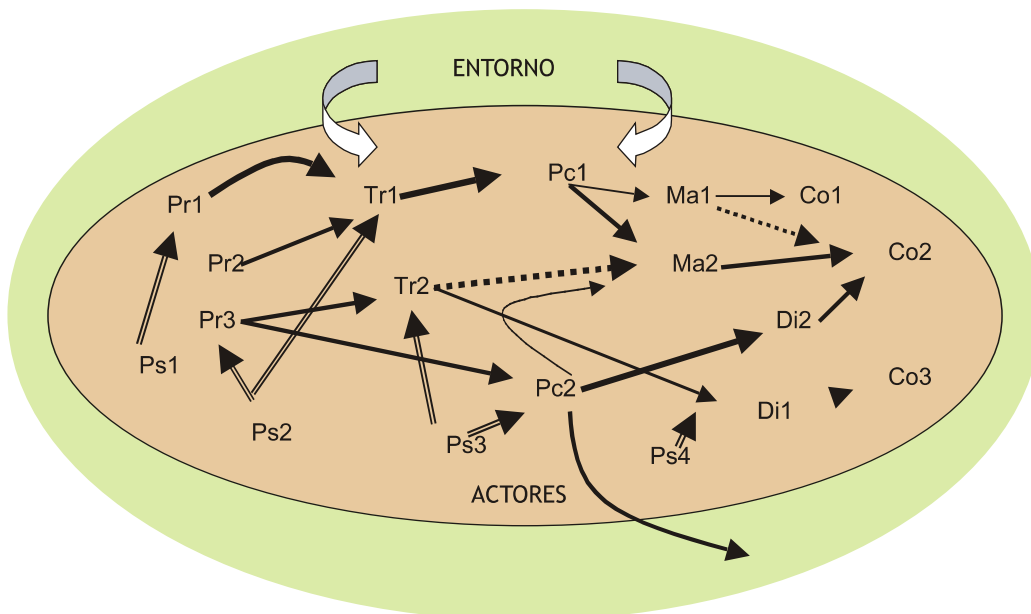 ENTORNO
Pc1
Pr1
Tr1
Ma1
Co1
Pr2
Ma2
Co2
Tr2
Pr3
Di2
Ps1
Pc2
Co3
Di1
Ps2
Ps3
Ps4
ACTORES